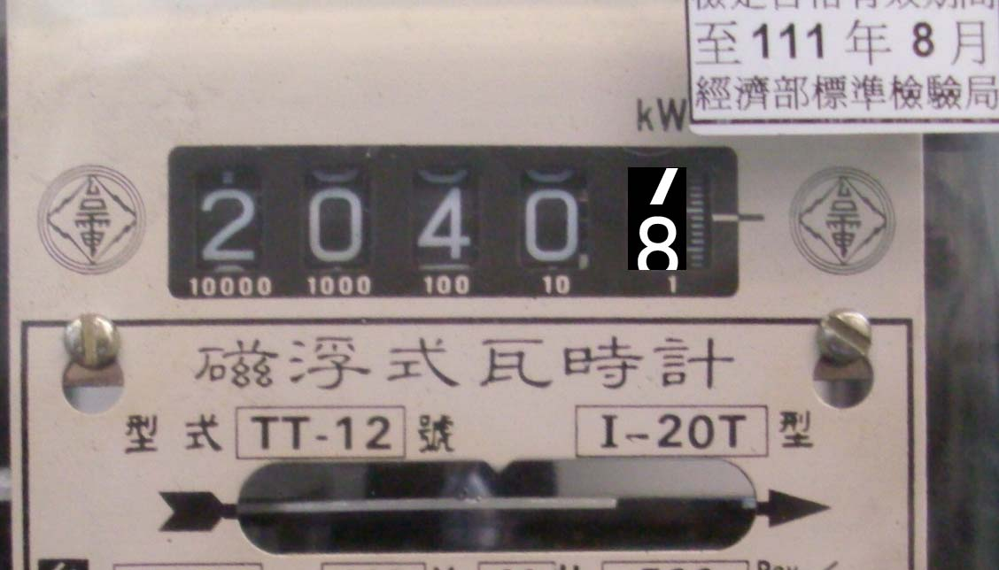 至 111 年 8 月
經濟部標準檢驗局
kW
2 0 4 0 8
10000 1000 100 10 1
磁浮式瓦時計
型式 TT-12 號 I-20T 型